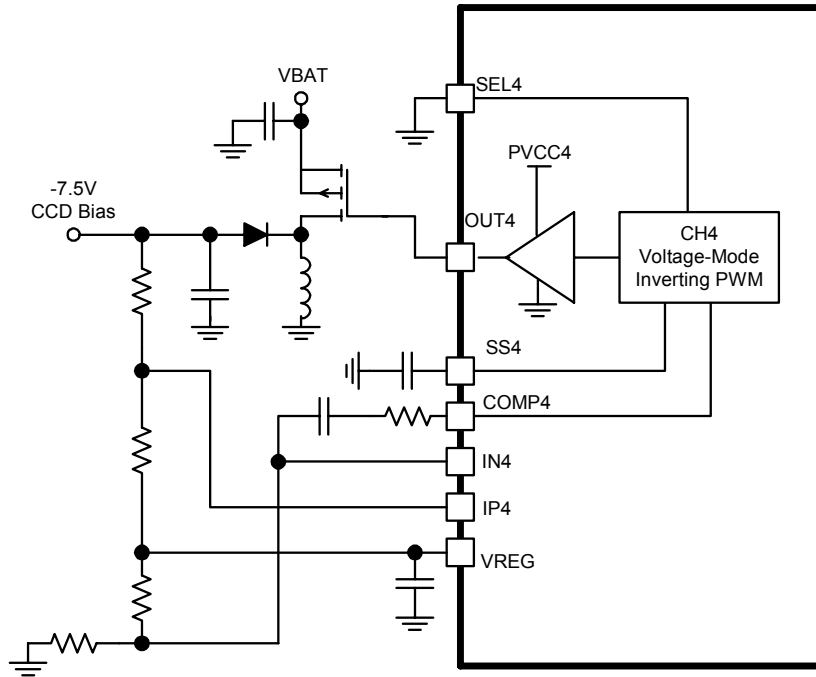 VBAT
SEL4
PVCC4
-7.5V
CCD Bias
OUT4
CH4
Voltage-Mode
Inverting PWM
SS4
COMP4
IN4
IP4
VREG